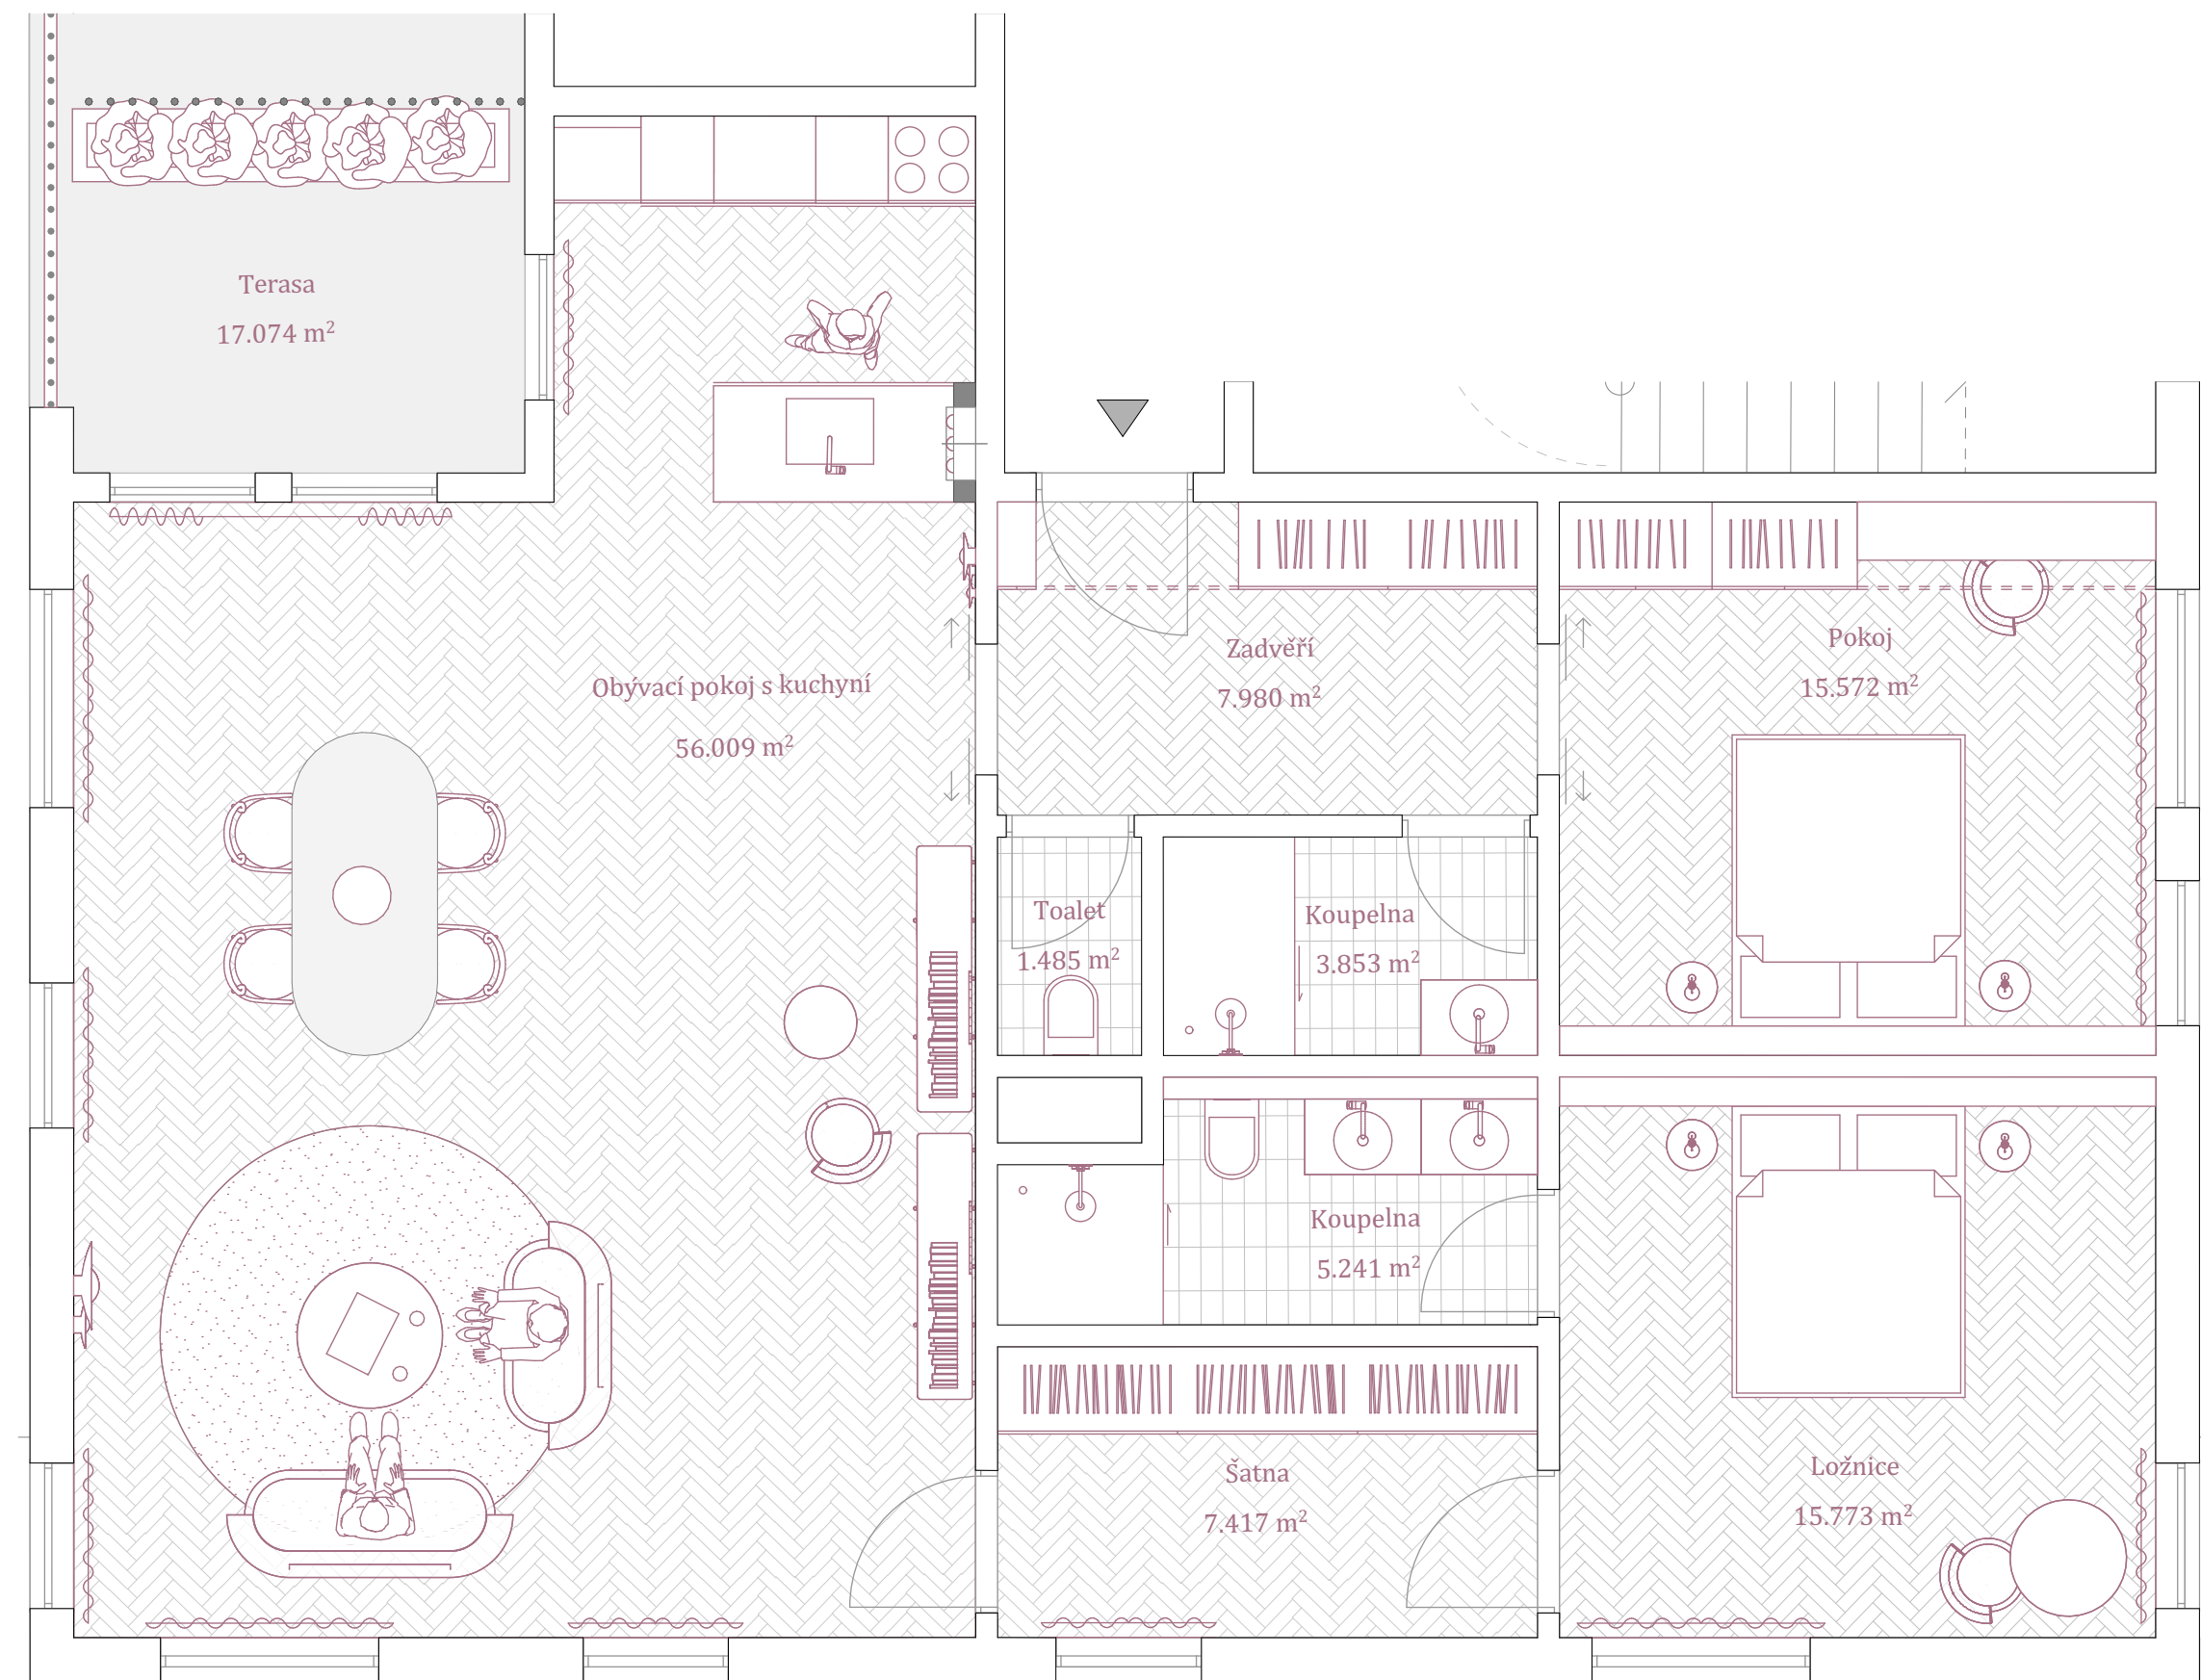 Terasa
17.074 m²
Obývací pokoj s kuchyní
56.009 m²
Zadvěří
7.980 m²
Pokoj
15.572 m²
Toalet
1.485 m²
Koupelna
3.853 m²
Koupelna
5.241 m²
Šatna
7.417 m²
Ložnice
15.773 m²